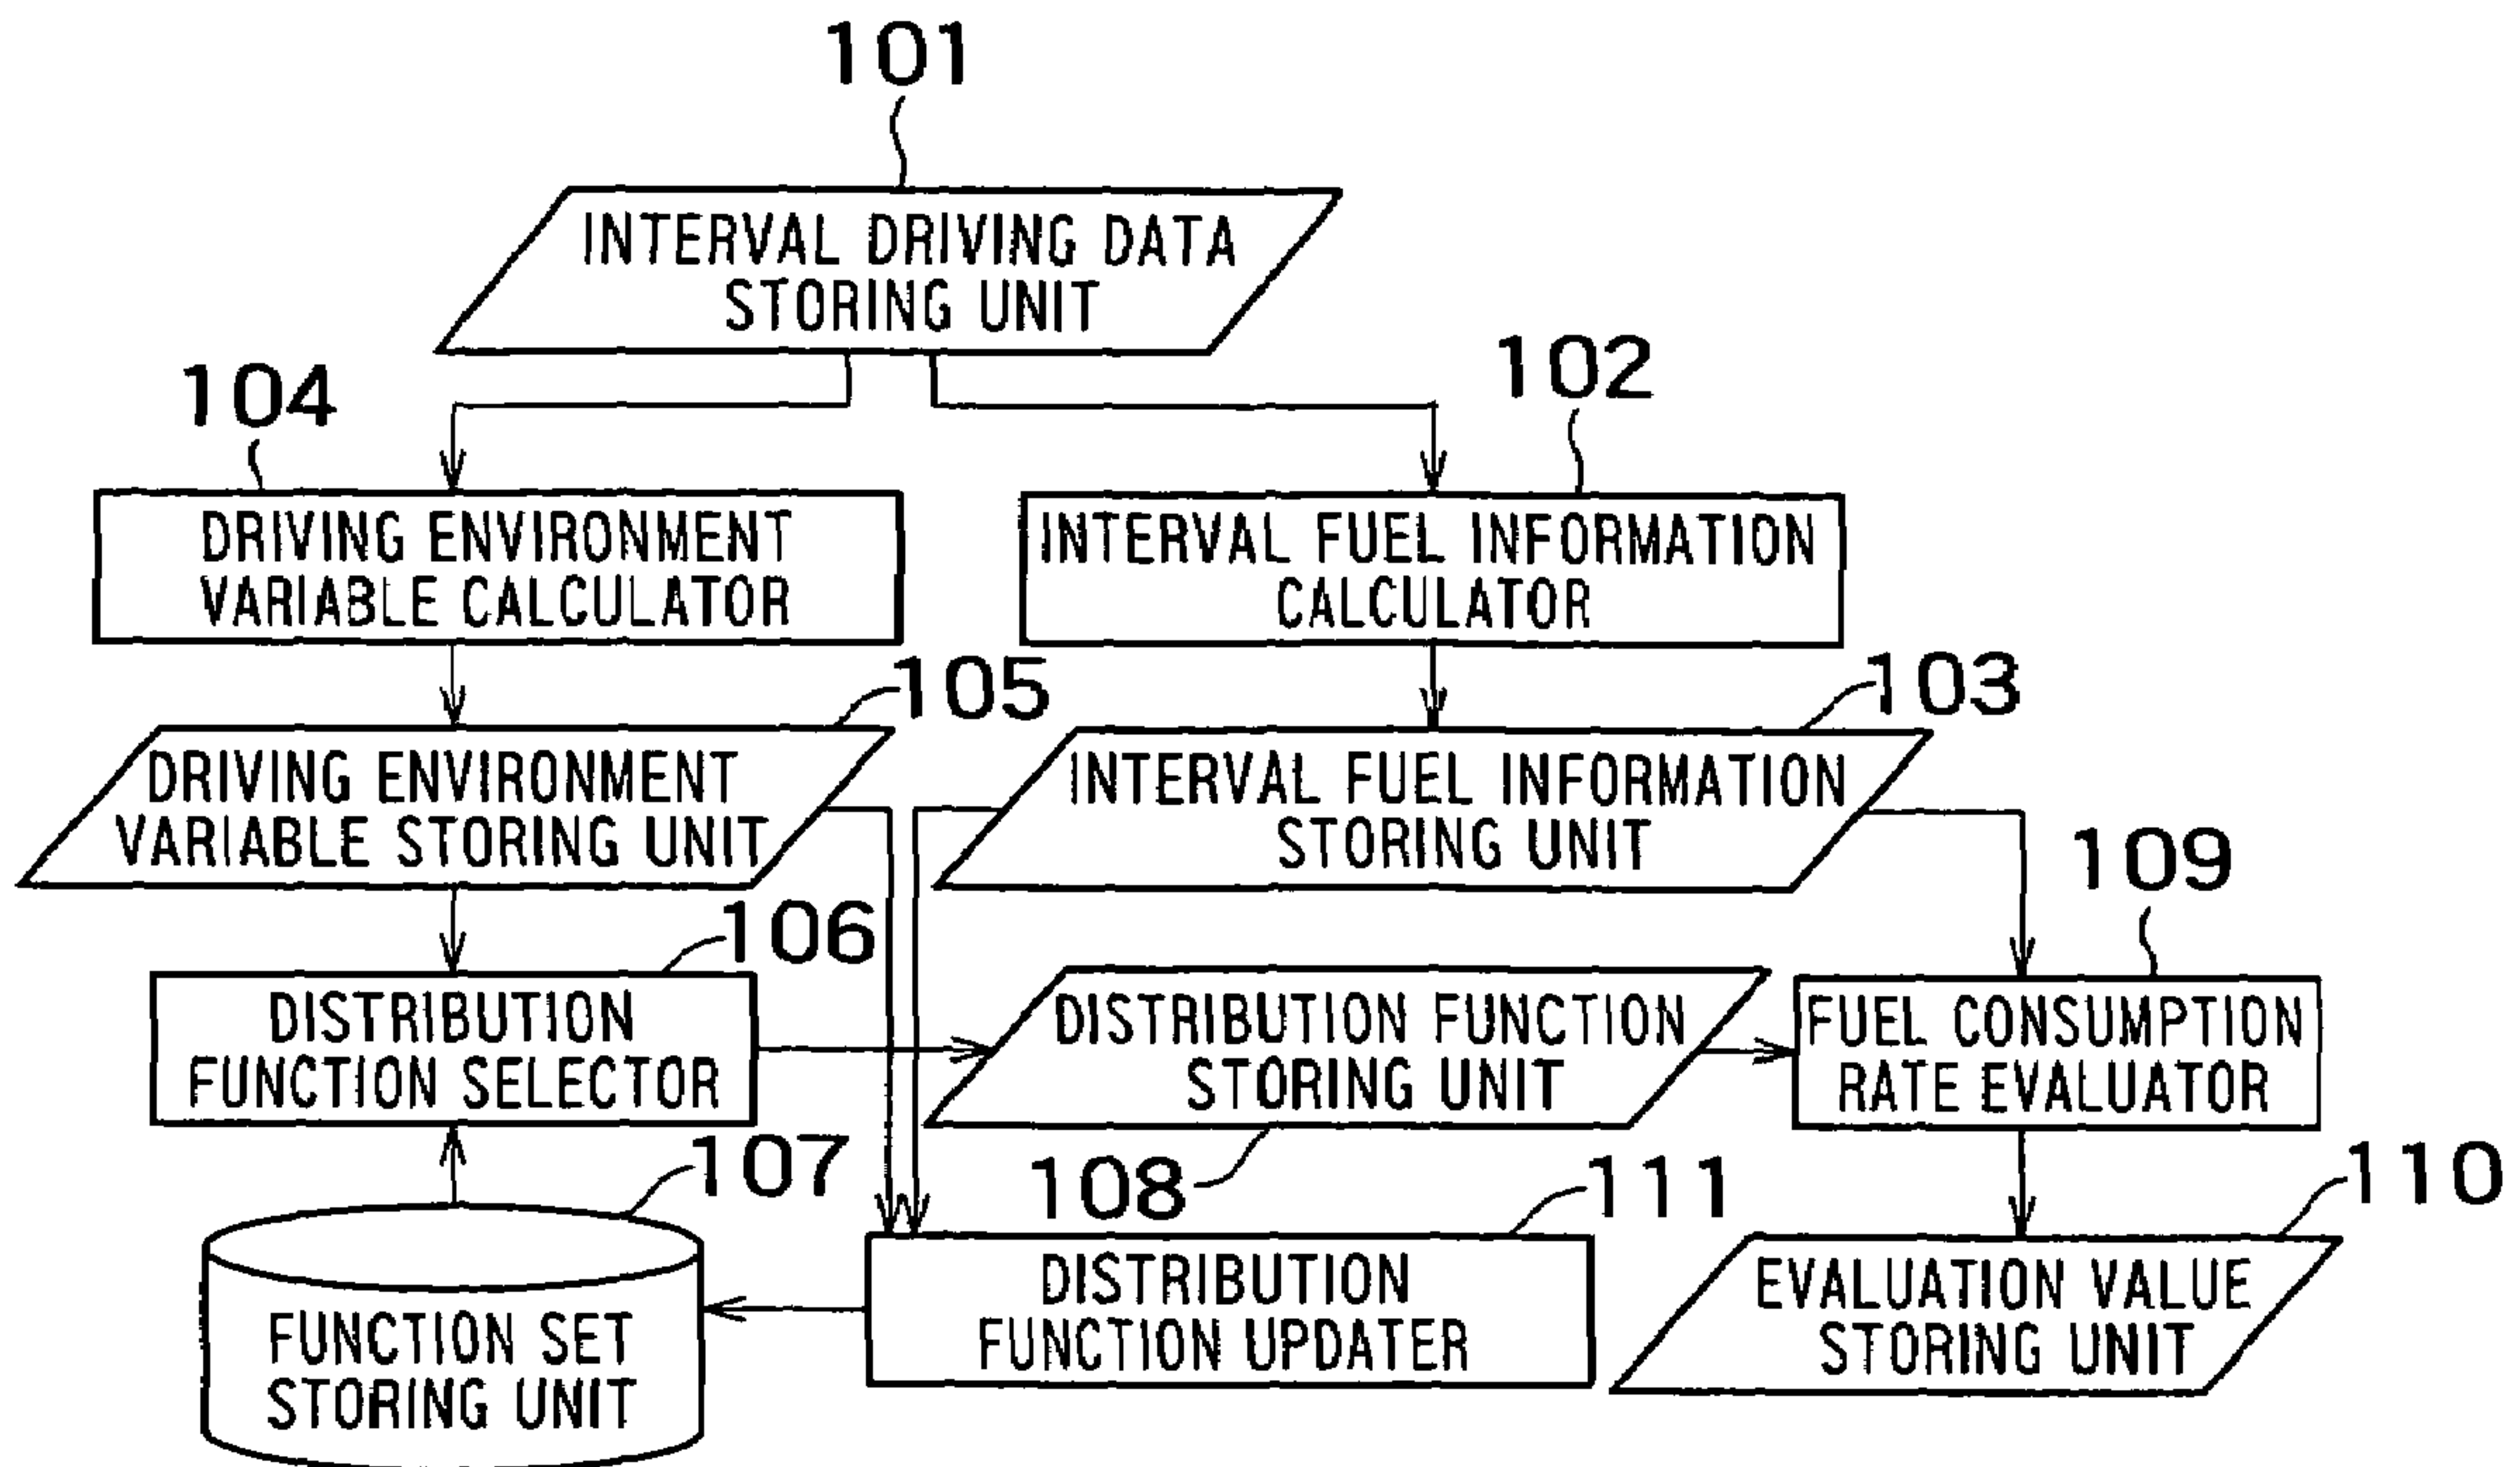 101
INTERVAL DRIVING DATA
STORING UNIT
104
102
DRIVING ENVIRONMENT
VARIABLE CALCULATOR
INTERVAL FUEL INFORMATION
CALCULATOR
105
103
DRIVING ENVIRONMENT
VARIABLE STORING UNIT
INTERVAL FUEL INFORMATION
STORING UNIT
109
106
DISTRIBUTION
FUNCTION SELECTOR
DISTRIBUTION FUNCTION
STORING UNIT
FUEL CONSUMPTION
RATE EVALUATOR
107
108
111
110
FUNCTION SET
STORING UNIT
DISTRIBUTION
FUNCTION UPDATER
EVALUATION VALUE
STORING UNIT